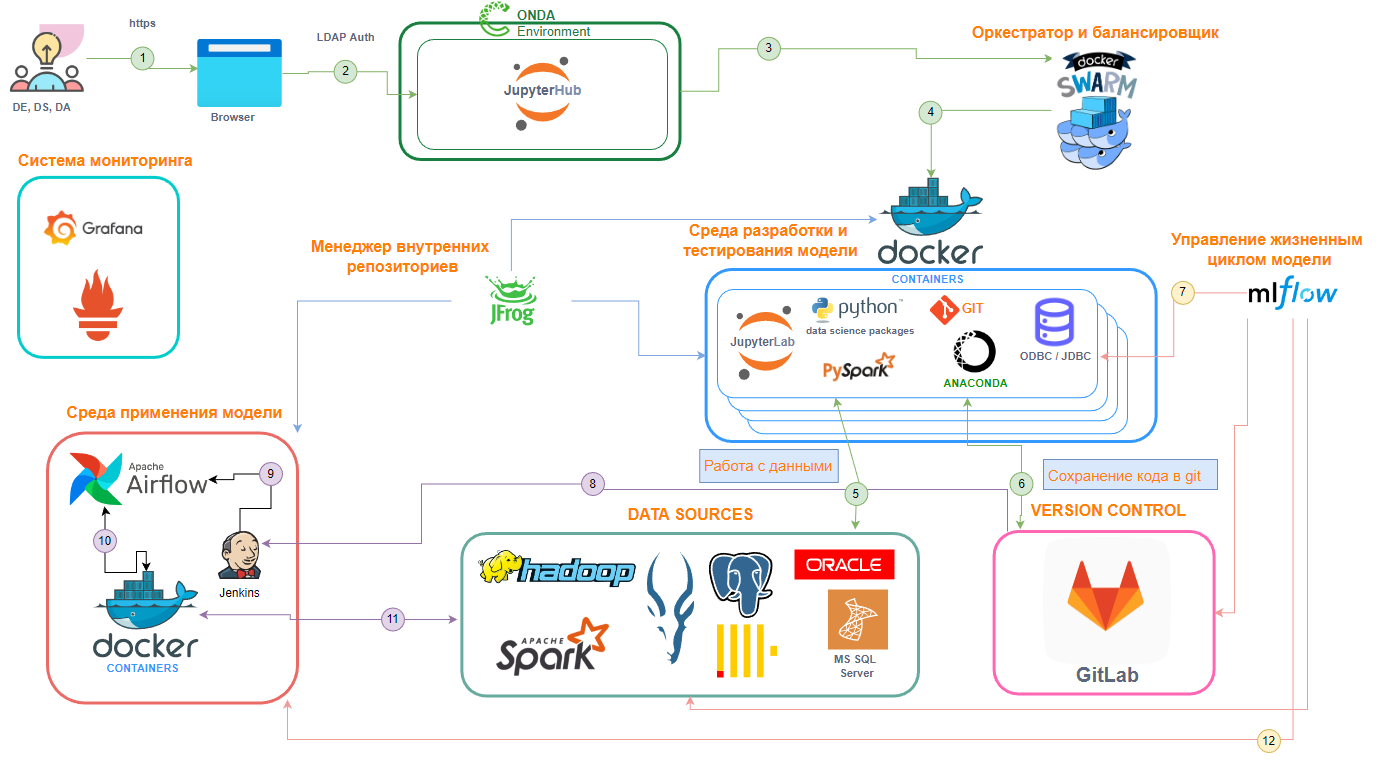 https
1
DE, DS, DA
Browser
LDAP Auth
2
ONDA
Environment
JupyterHub
3
Оркестратор и балансировщик
docker
SWARM
4
Система мониторинга
Grafana
Менеджер внутренних
репозиториев
JFrog
docker
Среда разработки и
тестирования модели
CONTAINERS
JupyterLab
python™
data science packages
PySpark
GIT
ANACONDA
ODBC / JDBC
Управление жизненным
циклом модели
7
mlflow
Среда применения модели
Apache
Airflow
9
10
Jenkins
docker
CONTAINERS
8
11
Работа с данными
5
6
Сохранение кода в git
DATA SOURCES
hadoop
APACHE
Spark
ORACLE
MS SQL
Server
VERSION CONTROL
GitLab
12